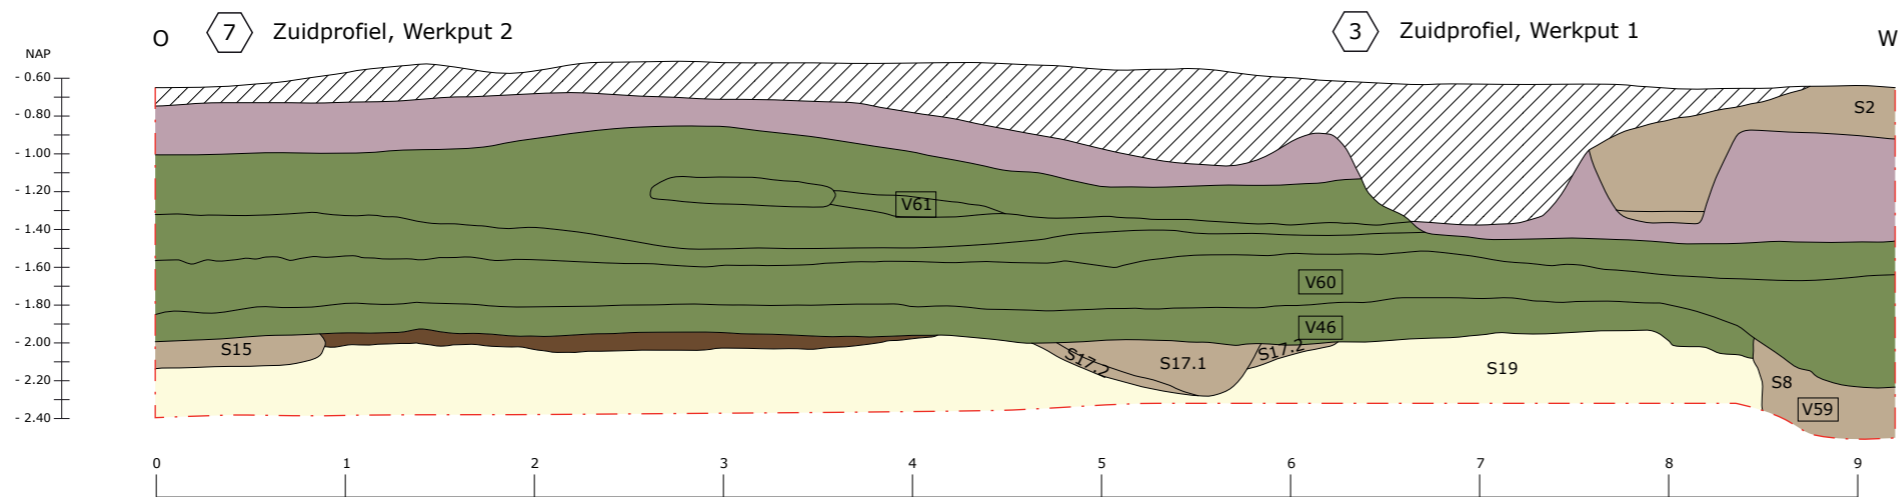 O 7 Zuidprofiel, Werkput 2 3 Zuidprofiel, Werkput 1 W
NAP
- 0.60
- 0.80
- 1.00
- 1.20
- 1.40
- 1.60
- 1.80
- 2.00
- 2.20
- 2.40
S2
V61
V60
V46
S15
S17.2
S17.1
S17.2
S19
S8
V59
0 1 2 3 4 5 6 7 8 9